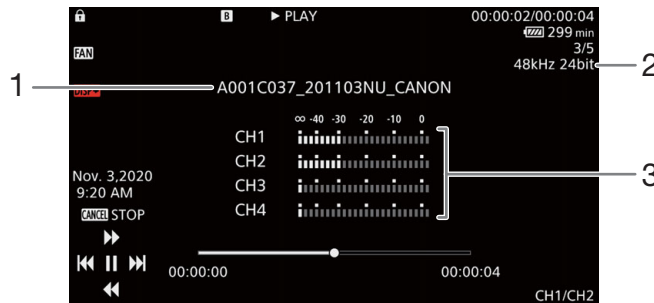 B ► PLAY 00:00:02/00:00:04
299 min
FAN 3/5
48kHz 24bit 2
1 A001C037_201103NU_CANON
∞ -40 -30 -20 -10 0
CH1
CH2
3
CH3
CH4
Nov. 3,2020
9:20 AM
CANCEL STOP
00:00:00 00:00:04
CH1/CH2